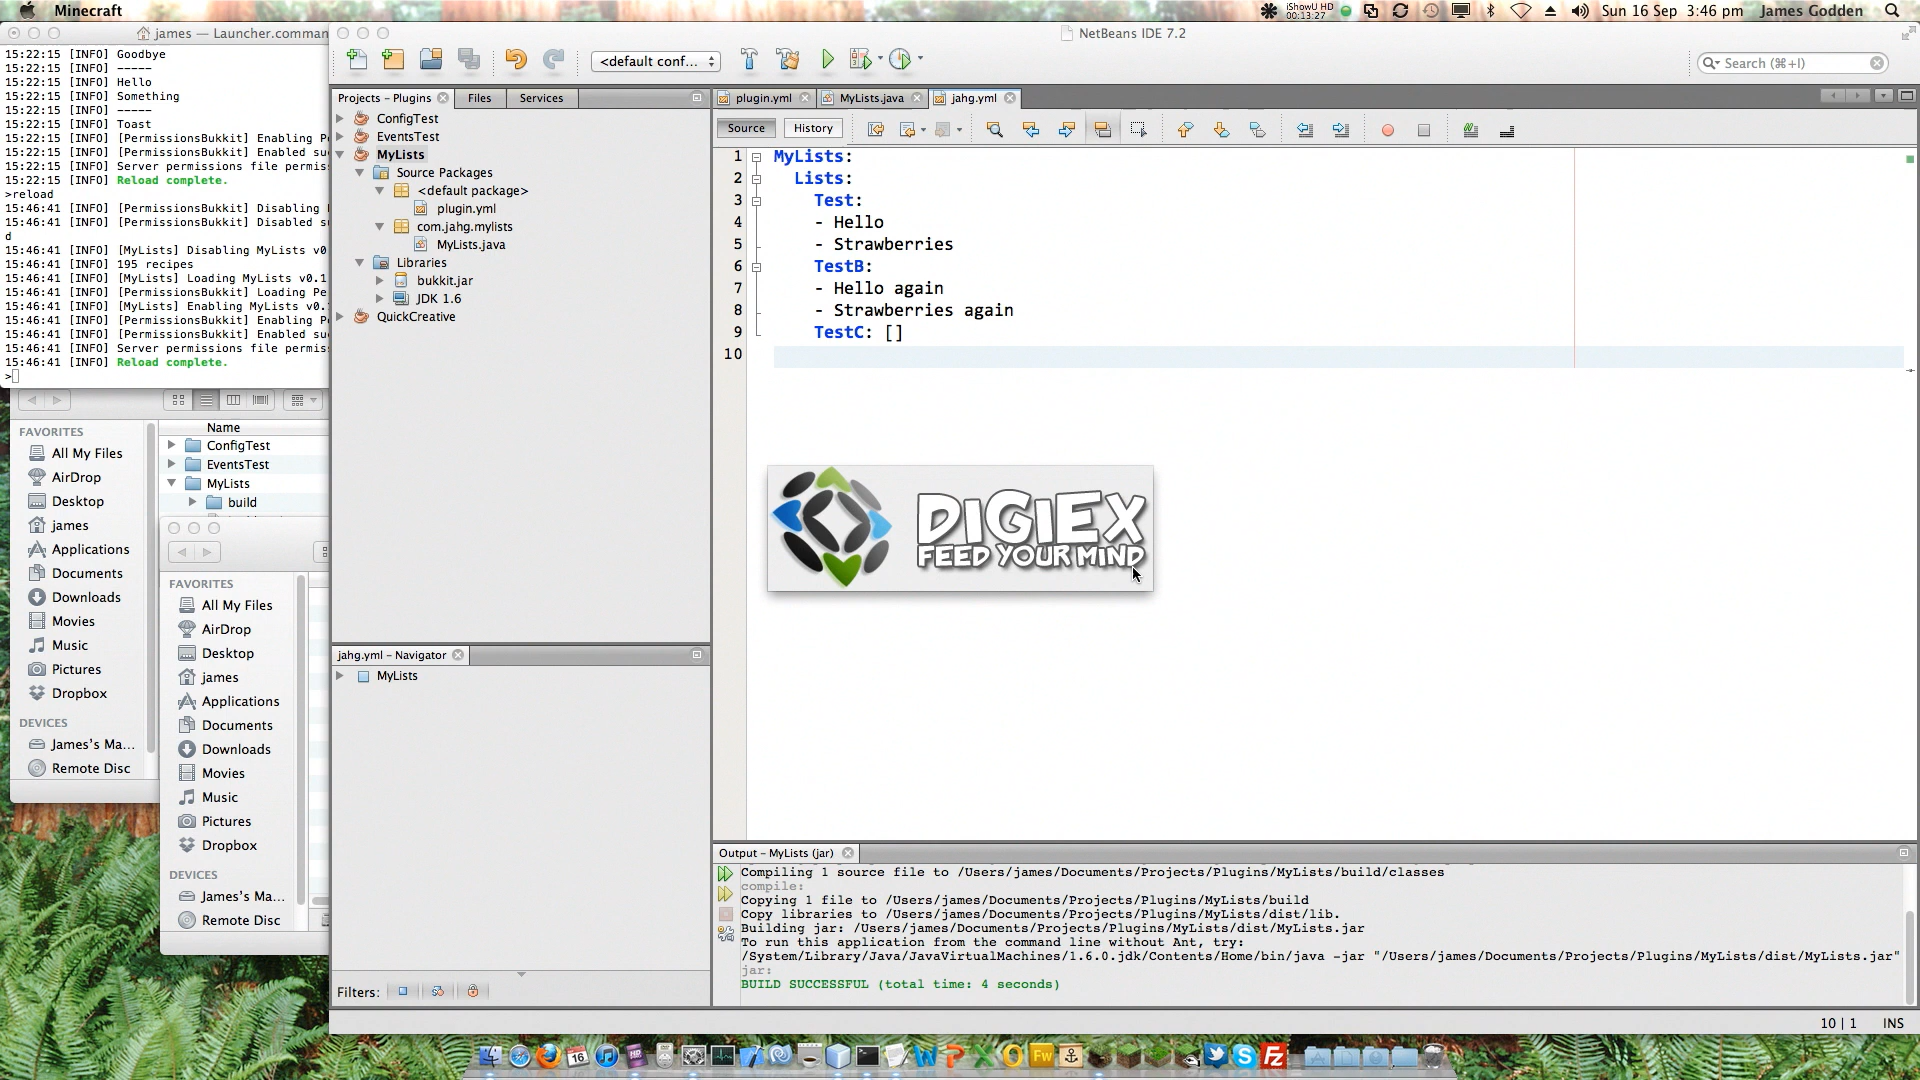 Minecraft
iShowU HD
00:13:27
Sun 16 Sep 3:46 pm James Godden
james — Launcher.comman
15:22:15 [INFO] Goodbye
15:22:15 [INFO] -----
15:22:15 [INFO] Hello
15:22:15 [INFO] Something
15:22:15 [INFO] -----
15:22:15 [INFO] Toast
15:22:15 [INFO] [PermissionsBukkit] Enabling Pe
15:22:15 [INFO] [PermissionsBukkit] Enabled su
15:22:15 [INFO] Server permissions file permis
15:22:15 [INFO] Reload complete.
>reload
15:46:41 [INFO] [PermissionsBukkit] Disabling
15:46:41 [INFO] [PermissionsBukkit] Disabled su
d
15:46:41 [INFO] [MyLists] Disabling MyLists v0
15:46:41 [INFO] 195 recipes
15:46:41 [INFO] [MyLists] Loading MyLists v0.1
15:46:41 [INFO] [PermissionsBukkit] Loading Pe
15:46:41 [INFO] [MyLists] Enabling MyLists v0.
15:46:41 [INFO] [PermissionsBukkit] Enabling Pe
15:46:41 [INFO] [PermissionsBukkit] Enabled su
15:46:41 [INFO] Server permissions file permis
15:46:41 [INFO] Reload complete.
>
FAVORITES
All My Files
AirDrop
Desktop
james
Applications
Documents
Downloads
Movies
Music
Pictures
Dropbox
DEVICES
James's Ma...
Remote Disc
Name
ConfigTest
EventsTest
MyLists
build
FAVORITES
All My Files
AirDrop
Desktop
james
Applications
Documents
Downloads
Movies
Music
Pictures
Dropbox
DEVICES
James's Ma...
Remote Disc
NetBeans IDE 7.2
<default conf...
Search (⌘+I)
Projects - Plugins
Files
Services
ConfigTest
EventsTest
MyLists
Source Packages
<default package>
plugin.yml
com.jahg.mylists
MyLists.java
Libraries
bukkit.jar
JDK 1.6
QuickCreative
jahg.yml - Navigator
MyLists
Filters:
plugin.yml
MyLists.java
jahg.yml
Source
History
1 MyLists:
2 Lists:
3 Test:
4 - Hello
5 - Strawberries
6 TestB:
7 - Hello again
8 - Strawberries again
9 TestC: []
10
DIGIEX
FEED YOUR MIND
Output - MyLists (jar)
Compiling 1 source file to /Users/james/Documents/Projects/Plugins/MyLists/build/classes
compile:
Copying 1 file to /Users/james/Documents/Projects/Plugins/MyLists/build
Copy libraries to /Users/james/Documents/Projects/Plugins/MyLists/dist/lib.
Building jar: /Users/james/Documents/Projects/Plugins/MyLists/dist/MyLists.jar
To run this application from the command line without Ant, try:
/System/Library/Java/JavaVirtualMachines/1.6.0.jdk/Contents/Home/bin/java -jar "/Users/james/Documents/Projects/Plugins/MyLists/dist/MyLists.jar"
jar:
BUILD SUCCESSFUL (total time: 4 seconds)
10 | 1 INS
16
Fw